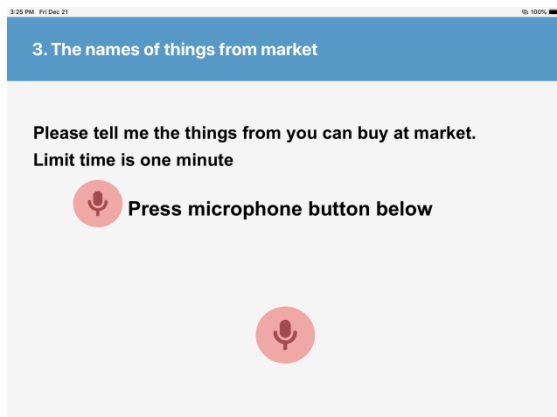 3:25 PM Fri Dec 21 100%
3. The names of things from market
Please tell me the things from you can buy at market.
Limit time is one minute
Press microphone button below